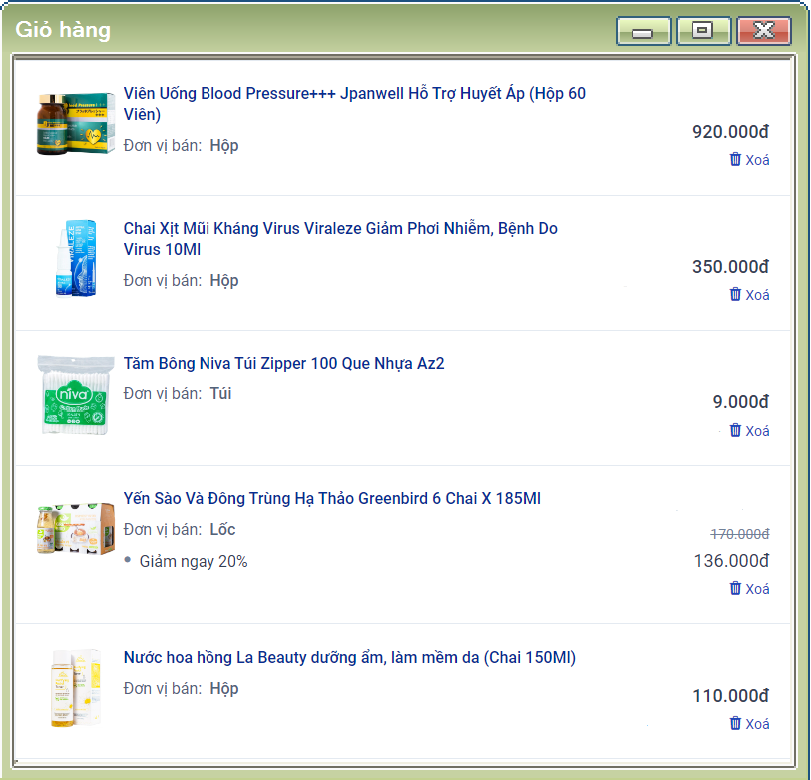 Giỏ hàng
Viên Uống Blood Pressure+++ Jpanwell Hỗ Trợ Huyết Áp (Hộp 60
Viên)
Đơn vị bán: Hộp
920.000đ
Xoá
Chai Xịt Mũi Kháng Virus Viraleze Giảm Phơi Nhiễm, Bệnh Do
Virus 10Ml
Đơn vị bán: Hộp
350.000đ
Xoá
niva
Tăm Bông Niva Túi Zipper 100 Que Nhựa Az2
Đơn vị bán: Túi
9.000đ
Xoá
Yến Sào Và Đông Trùng Hạ Thảo Greenbird 6 Chai X 185Ml
Đơn vị bán: Lốc
170.000đ
• Giảm ngay 20%
136.000đ
Xoá
Nước hoa hồng La Beauty dưỡng ẩm, làm mềm da (Chai 150Ml)
Đơn vị bán: Hộp
110.000đ
Xoá